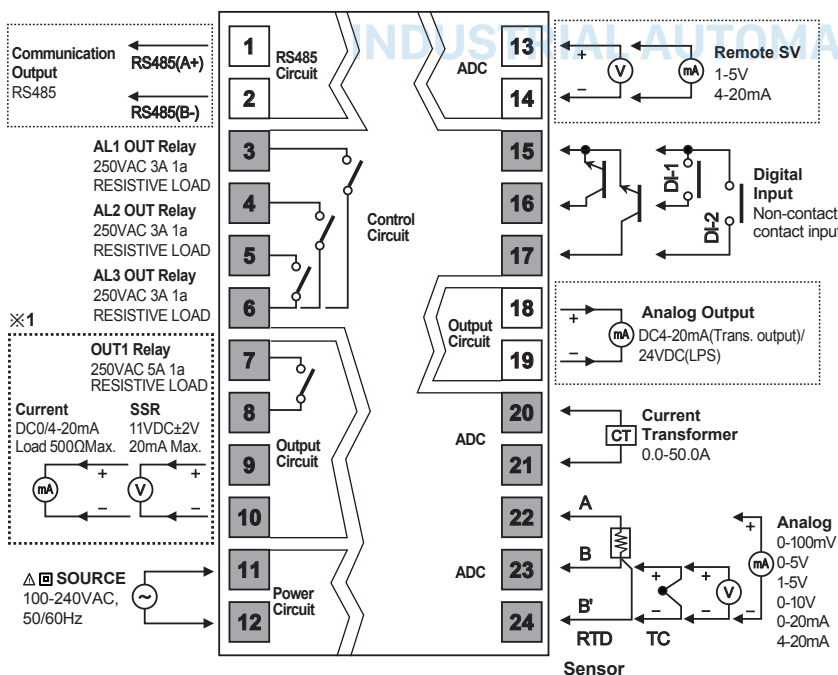 INDUSTRIAL AUTOMA
Communication
Output
RS485
RS485(A+)
RS485(B-)
1
2
RS485
Circuit
ADC
13
14
+
−
V
mA
Remote SV
1-5V
4-20mA
AL1 OUT Relay
250VAC 3A 1a
RESISTIVE LOAD
AL2 OUT Relay
250VAC 3A 1a
RESISTIVE LOAD
AL3 OUT Relay
250VAC 3A 1a
RESISTIVE LOAD
3
4
5
6
Control
Circuit
15
16
17
DI-1
DI-2
Digital
Input
Non-contact
contact input
※1
OUT1 Relay
250VAC 5A 1a
RESISTIVE LOAD
Current
DC0/4-20mA
Load 500ΩMax.
SSR
11VDC±2V
20mA Max.
mA
+
−
V
+
−
7
8
9
10
Output
Circuit
Output
Circuit
18
19
+
−
mA
Analog Output
DC4-20mA(Trans. output)/
24VDC(LPS)
ADC
20
21
CT
Current
Transformer
0.0-50.0A
SOURCE
100-240VAC,
50/60Hz
~
11
12
Power
Circuit
ADC
22
23
24
A
B
B'
RTD
+
−
TC
+
−
V
+
−
mA
Sensor
Analog
0-100mV
0-5V
1-5V
0-10V
0-20mA
4-20mA